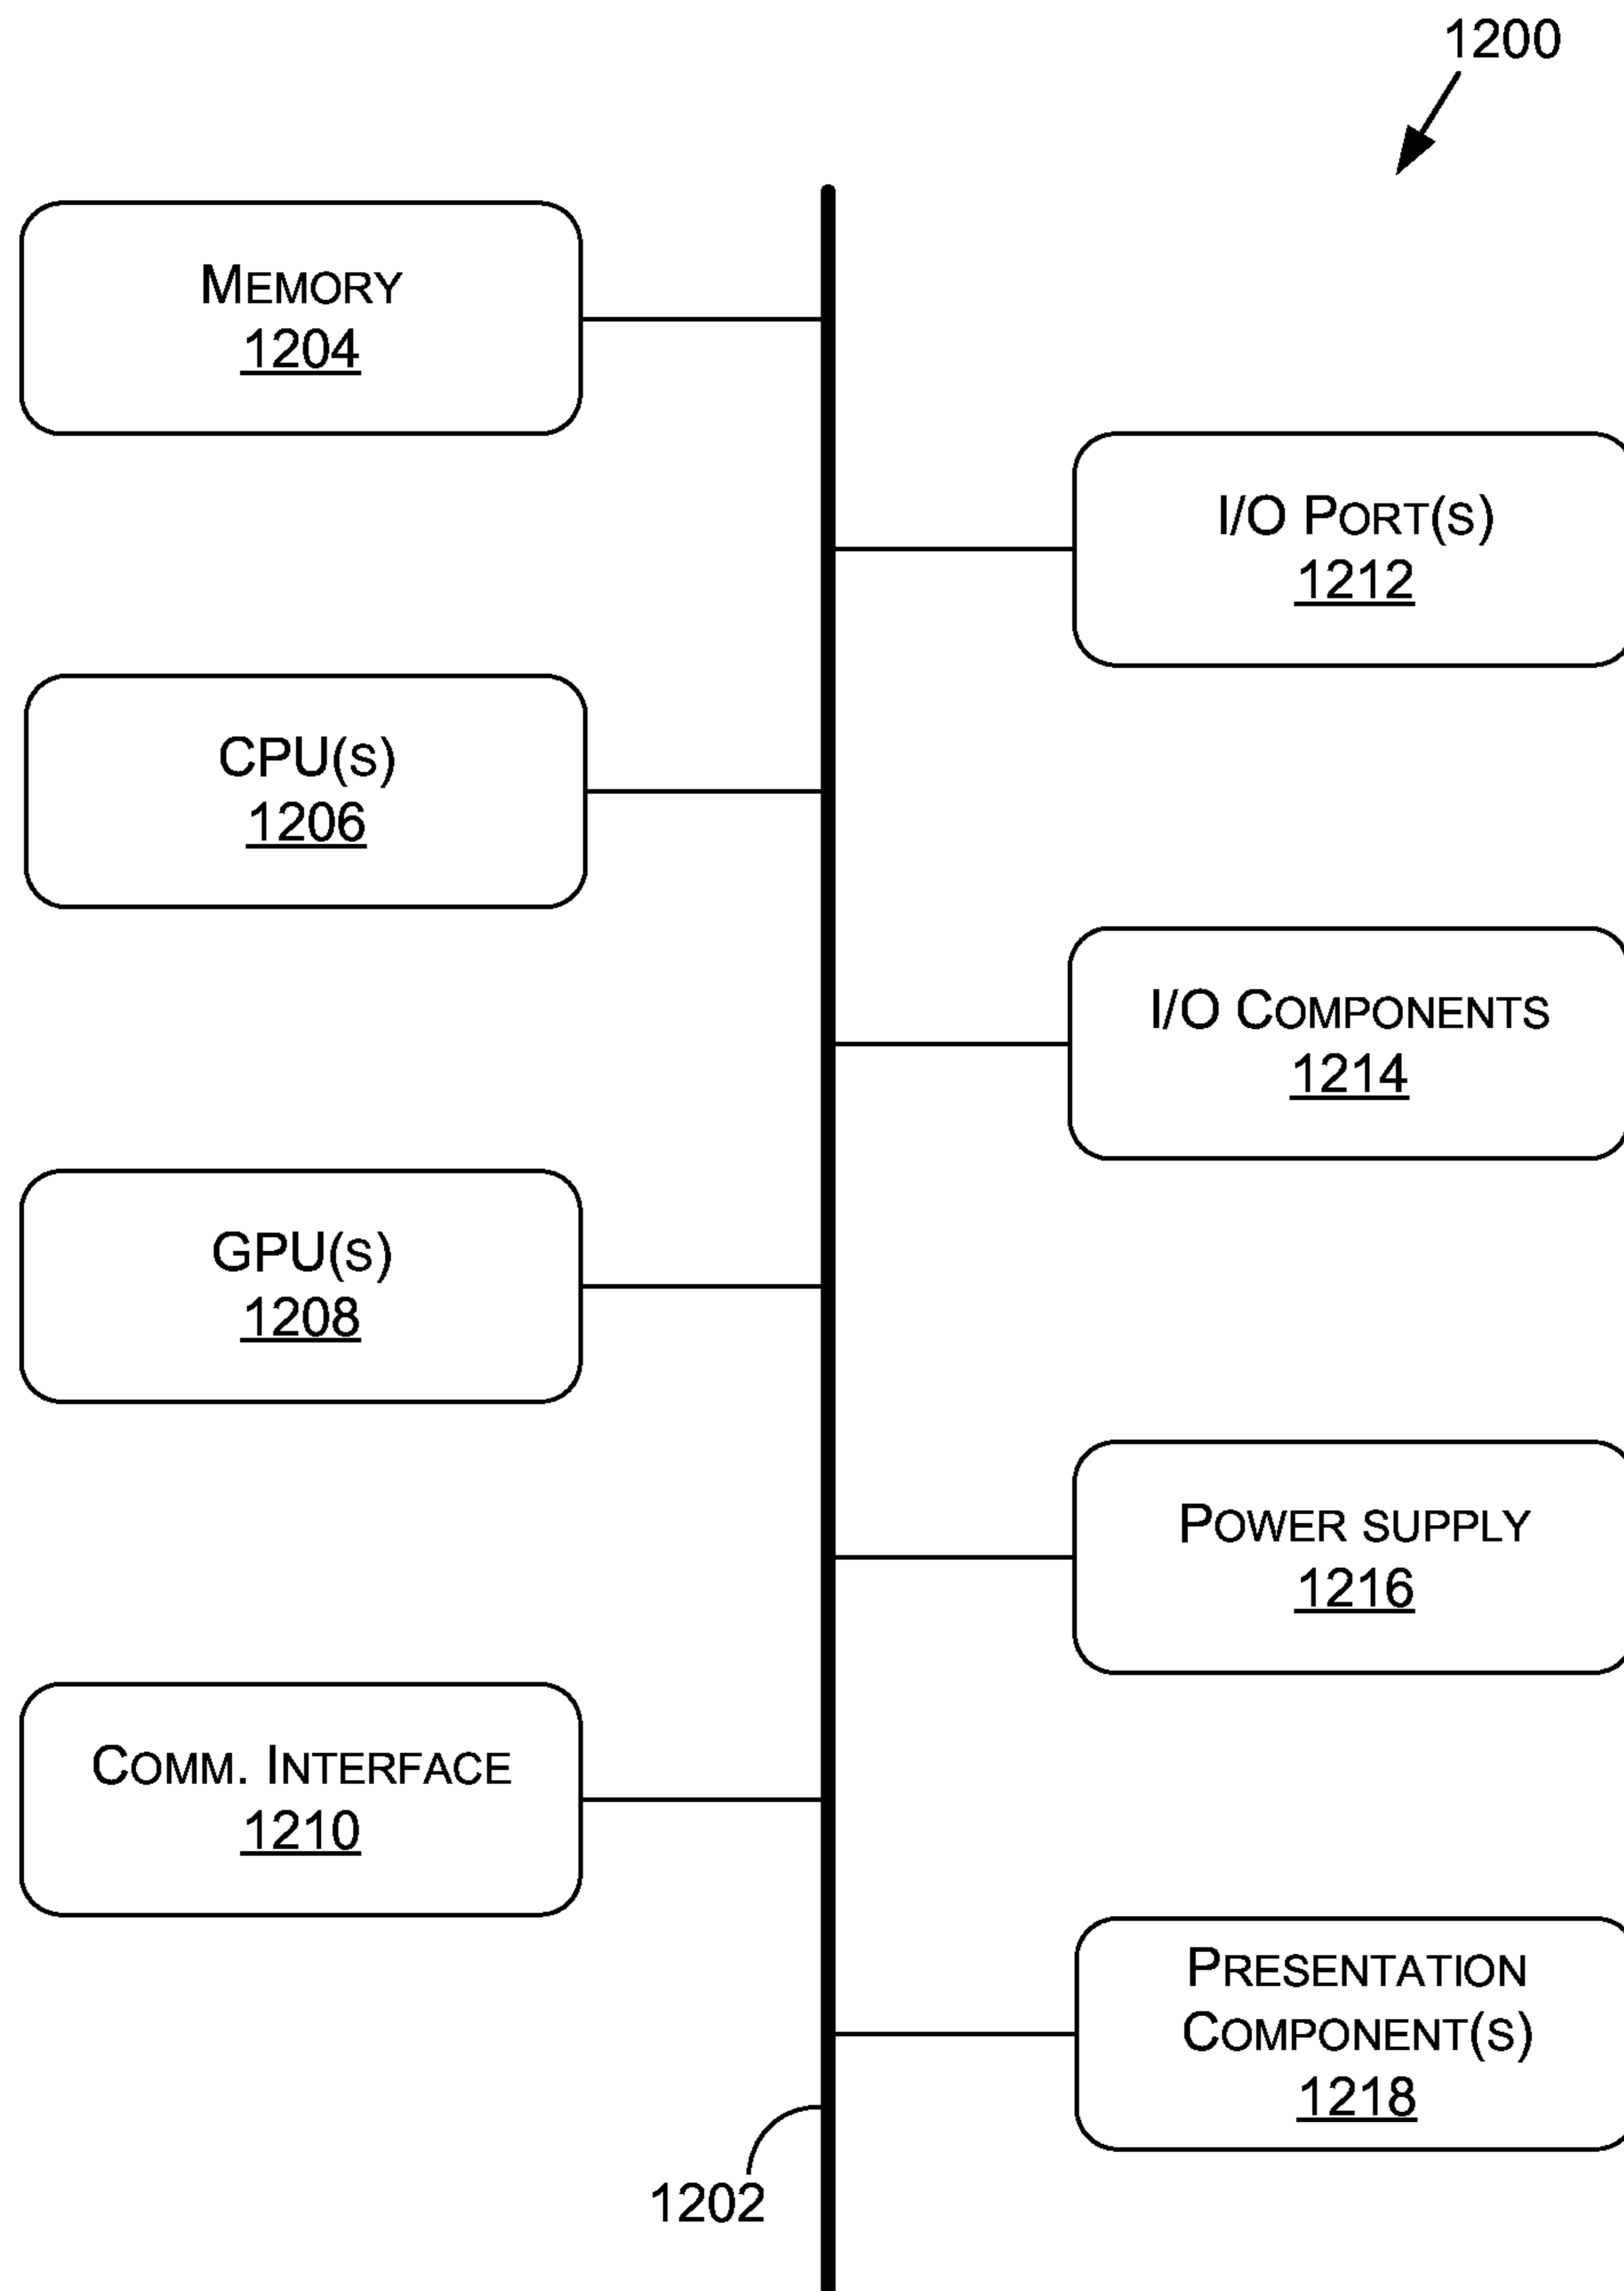 1200
MEMORY
1204
I/O PORT(S)
1212
CPU(S)
1206
I/O COMPONENTS
1214
GPU(S)
1208
POWER SUPPLY
1216
COMM. INTERFACE
1210
PRESENTATION
COMPONENT(S)
1218
1202